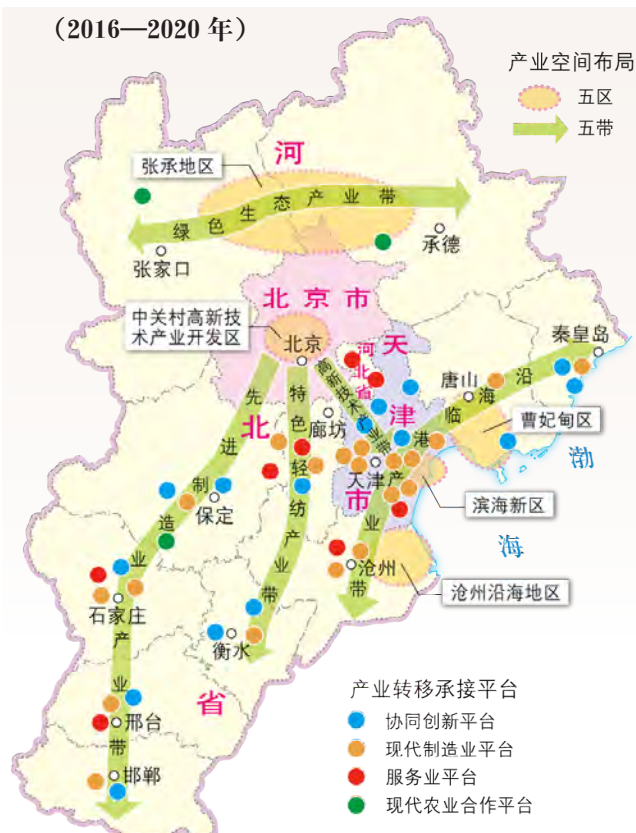 （2016—2020 年）
产业空间布局
五区
五带
河
张承地区
绿色生态产业带
张家口
承德
北京市
中关村高新技
术产业开发区
北京
河北省
天
津
市
秦皇岛
唐山
曹妃甸区
渤
海
临海沿港产业带
高新技术产业带
先进制造业产业带
特色轻纺产业带
北
廊坊
天津
滨海新区
保定
沧州
沧州沿海地区
石家庄
衡水
省
邢台
邯郸
产业转移承接平台
协同创新平台
现代制造业平台
服务业平台
现代农业合作平台